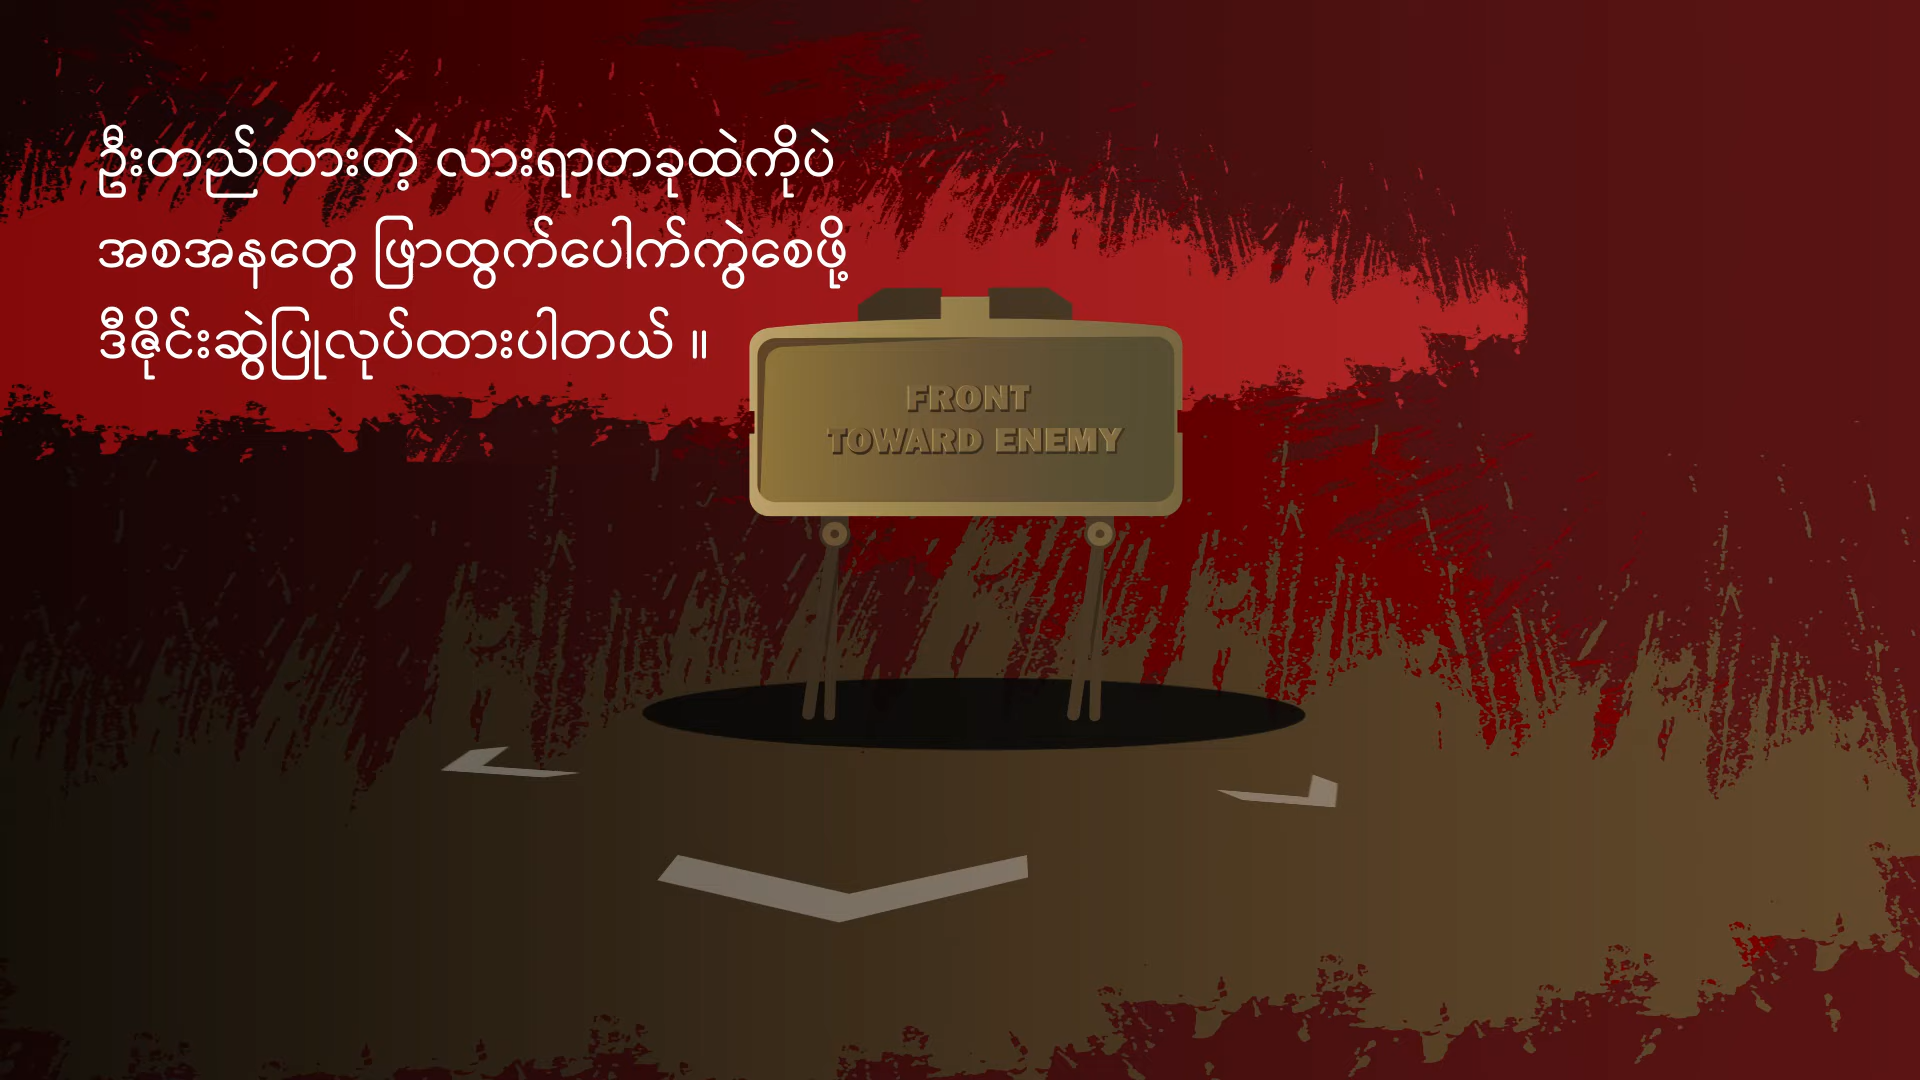 ဦးတည်ထားတဲ့ လားရာတခုထဲကိုပဲ
အစအနတွေ ဖြာထွက်ပေါက်ကွဲစေဖို့
ဒီဇိုင်းဆွဲပြုလုပ်ထားပါတယ် ။
FRONT
TOWARD ENEMY